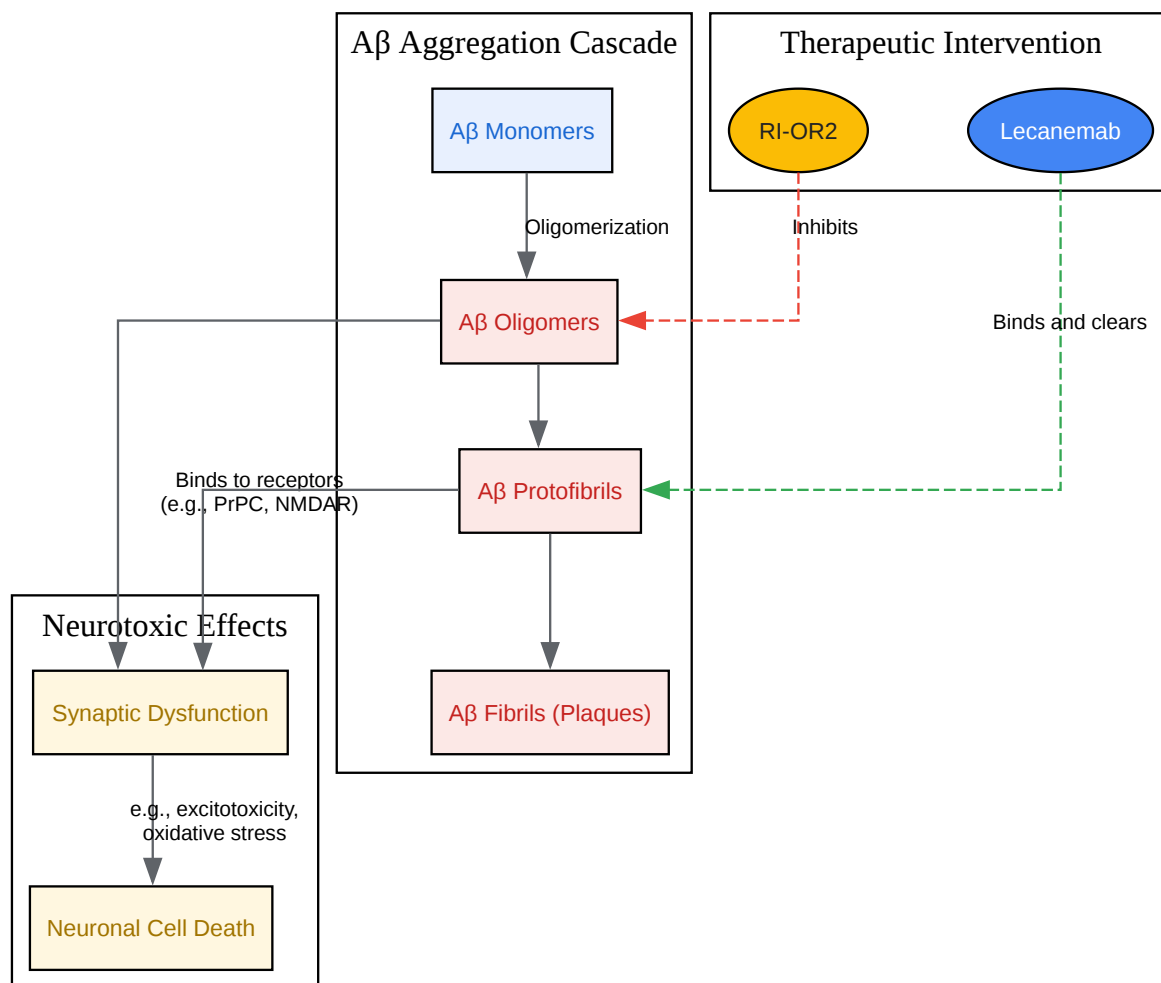 Aβ Aggregation Cascade
Therapeutic Intervention
Aβ Monomers
RI-OR2
Lecanemab
Oligomerization
Inhibits
Aβ Oligomers
Binds and clears
Binds to receptors
(e.g., PrPC, NMDAR)
Aβ Protofibrils
Neurotoxic Effects
Synaptic Dysfunction
Aβ Fibrils (Plaques)
e.g., excitotoxicity,
oxidative stress
Neuronal Cell Death